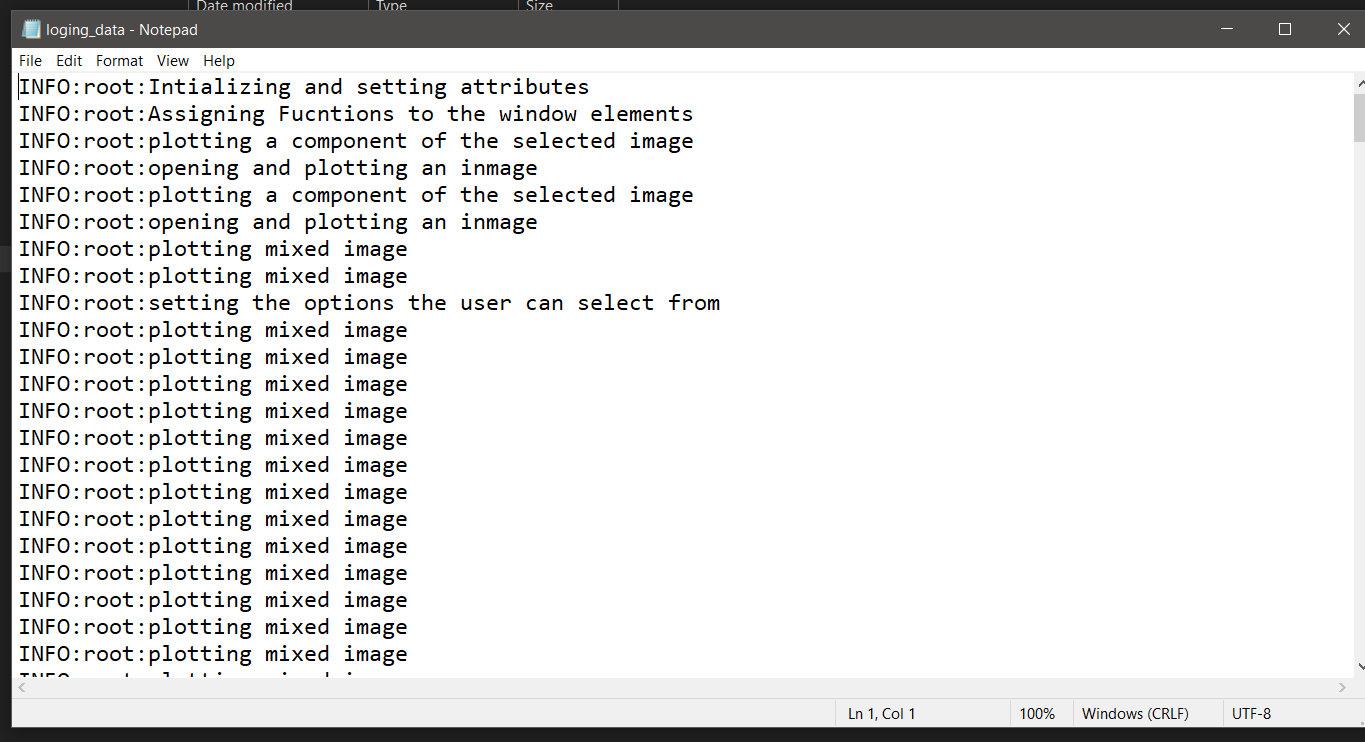 Date modified Type Size
loging_data - Notepad
File Edit Format View Help
INFO:root:Intializing and setting attributes
INFO:root:Assigning Fucntions to the window elements
INFO:root:plotting a component of the selected image
INFO:root:opening and plotting an inmage
INFO:root:plotting a component of the selected image
INFO:root:opening and plotting an inmage
INFO:root:plotting mixed image
INFO:root:plotting mixed image
INFO:root:setting the options the user can select from
INFO:root:plotting mixed image
INFO:root:plotting mixed image
INFO:root:plotting mixed image
INFO:root:plotting mixed image
INFO:root:plotting mixed image
INFO:root:plotting mixed image
INFO:root:plotting mixed image
INFO:root:plotting mixed image
INFO:root:plotting mixed image
INFO:root:plotting mixed image
INFO:root:plotting mixed image
INFO:root:plotting mixed image
INFO:root:plotting mixed image
Ln 1, Col 1 100% Windows (CRLF) UTF-8